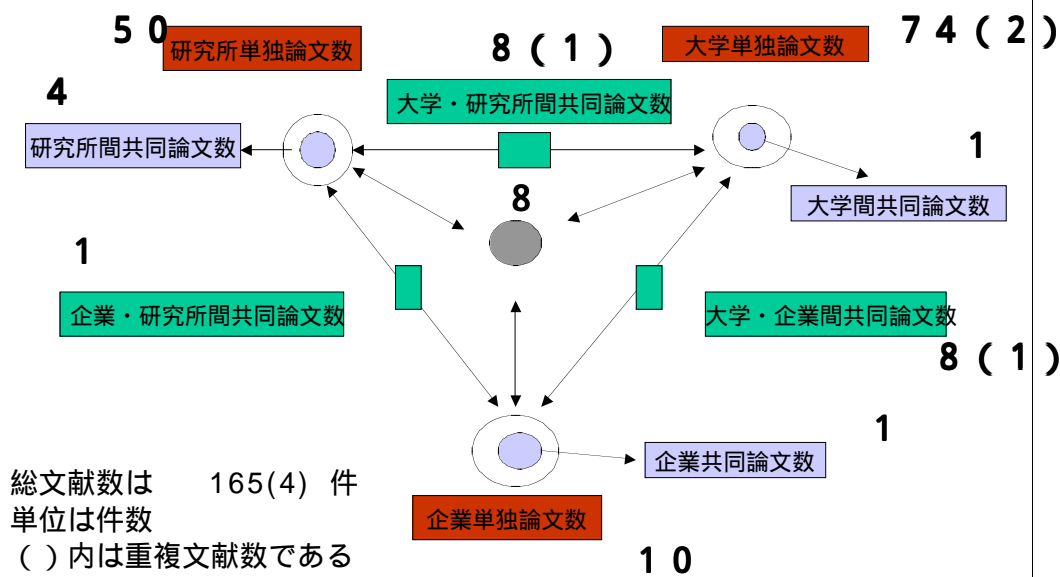 ５０
研究所単独論文数
８(１)
大学単独論文数
７４(２)
４
大学・研究所間共同論文数
研究所間共同論文数
１
８
大学間共同論文数
１
企業・研究所間共同論文数
大学・企業間共同論文数
８(１)
１
企業共同論文数
総文献数は　165(4) 件
単位は件数
( )内は重複文献数である
企業単独論文数
１０